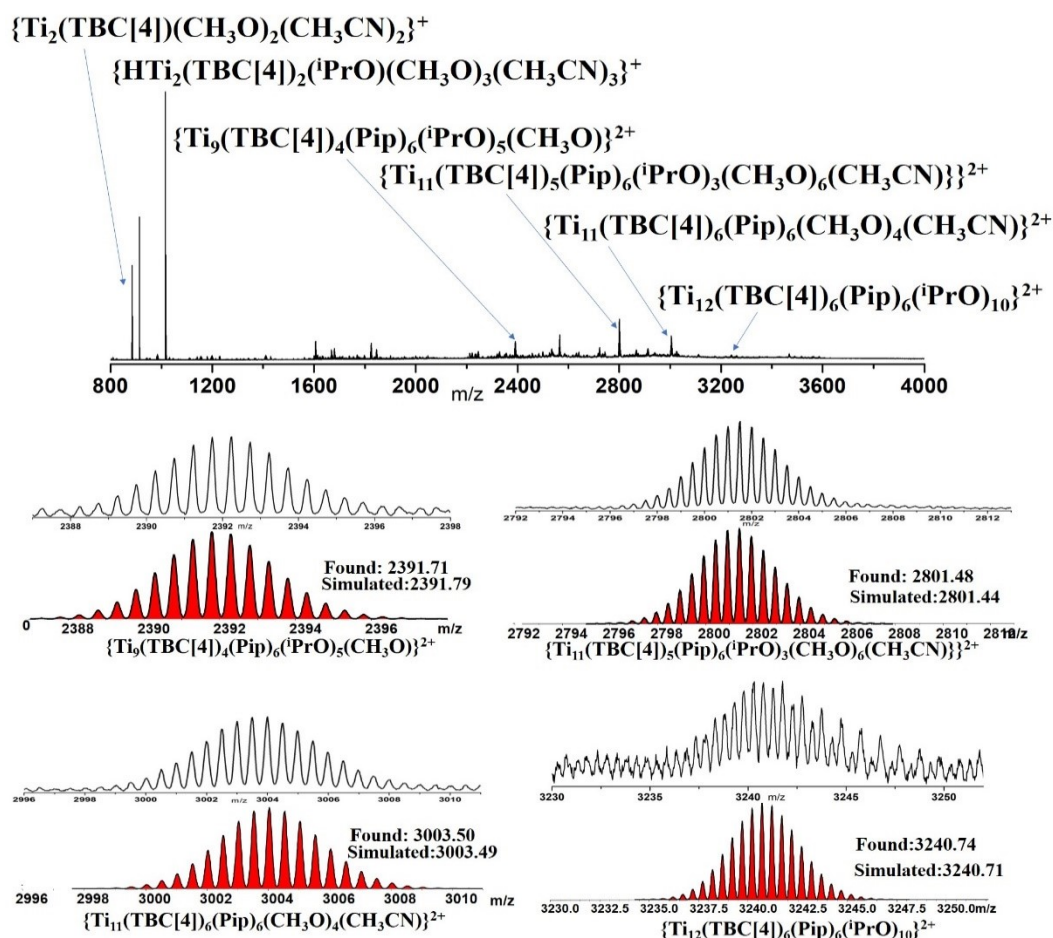 {Ti₂(TBC[4])(CH₃O)₂(CH₃CN)₂}⁺
{HTi₂(TBC[4])₂(ⁱPrO)(CH₃O)₃(CH₃CN)₃}⁺
{Ti₉(TBC[4])₄(Pip)₆(ⁱPrO)₅(CH₃O)}²⁺
{Ti₁₁(TBC[4])₅(Pip)₆(ⁱPrO)₃(CH₃O)₆(CH₃CN)}}²⁺
{Ti₁₁(TBC[4])₆(Pip)₆(CH₃O)₄(CH₃CN)}²⁺
{Ti₁₂(TBC[4])₆(Pip)₆(ⁱPrO)₁₀}²⁺
800 1200 1600 2000 2400 2800 3200 3600 4000
m/z
2388 2390 2392 2394 2396 2398
m/z
Found: 2391.71
Simulated:2391.79
0 2388 2390 2392 2394 2396 m/z
{Ti₉(TBC[4])₄(Pip)₆(ⁱPrO)₅(CH₃O)}²⁺
2792 2794 2796 2798 2800 2802 2804 2806 2808 2810 2812
m/z
Found: 2801.48
Simulated:2801.44
2792 2794 2796 2798 2800 2802 2804 2806 2808 2810
{Ti₁₁(TBC[4])₅(Pip)₆(ⁱPrO)₃(CH₃O)₆(CH₃CN)}}²⁺
2996 2998 3000 3002 3004 3006 3008 3010
m/z
Found: 3003.50
Simulated:3003.49
2996 2998 3000 3002 3004 3006 3008 3010 m/z
{Ti₁₁(TBC[4])₆(Pip)₆(CH₃O)₄(CH₃CN)}²⁺
3230 3235 3240 m/z 3245 3250
Found:3240.74
Simulated:3240.71
3230.0 3232.5 3235.0 3237.5 3240.0 3242.5 3245.0 3247.5 3250.0m/z
{Ti₁₂(TBC[4])₆(Pip)₆(ⁱPrO)₁₀}²⁺